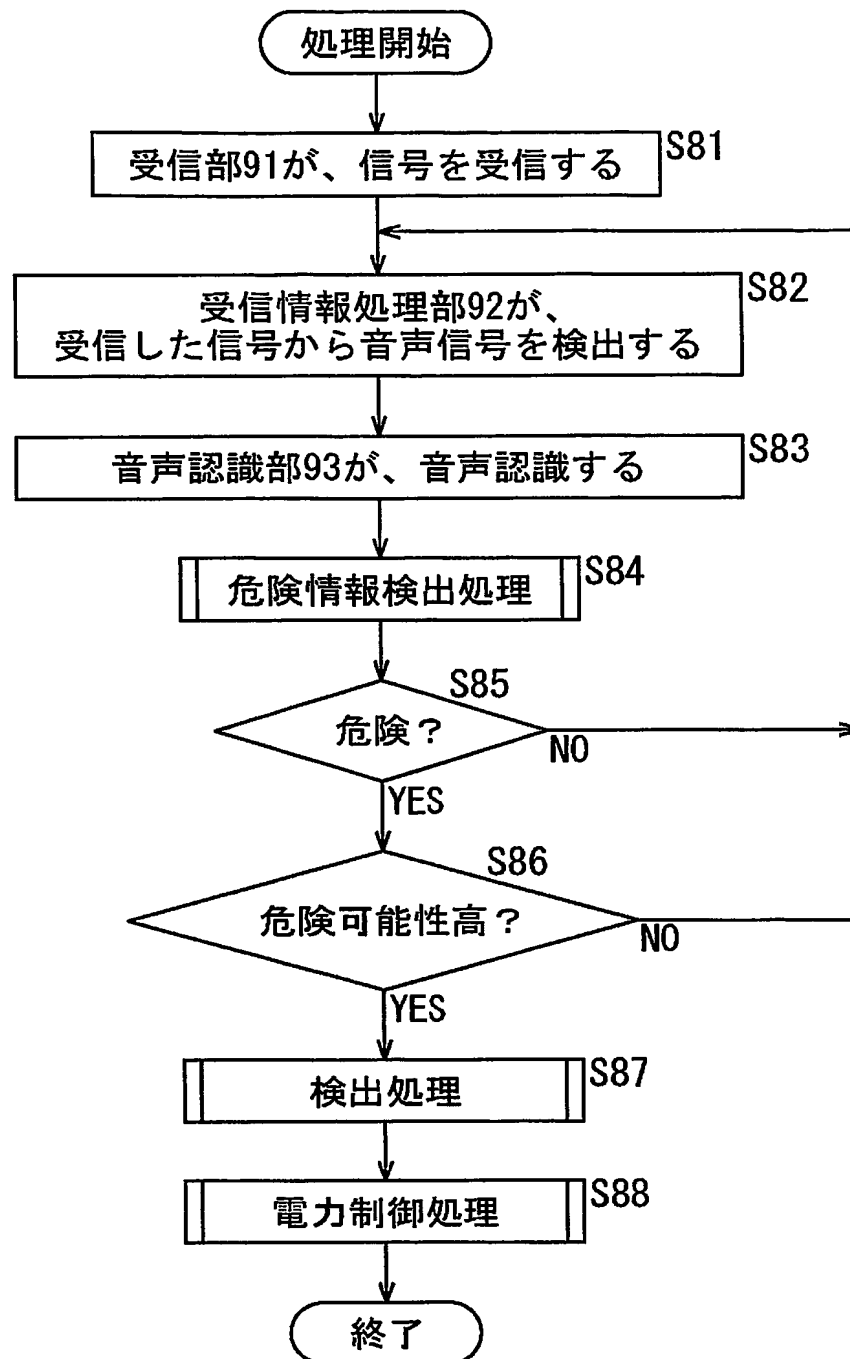 処理開始
受信部91が、信号を受信する
S81
受信情報処理部92が、
受信した信号から音声信号を検出する
S82
音声認識部93が、音声認識する
S83
危険情報検出処理
S84
S85
危険？
NO
YES
S86
危険可能性高？
NO
YES
検出処理
S87
電力制御処理
S88
終了